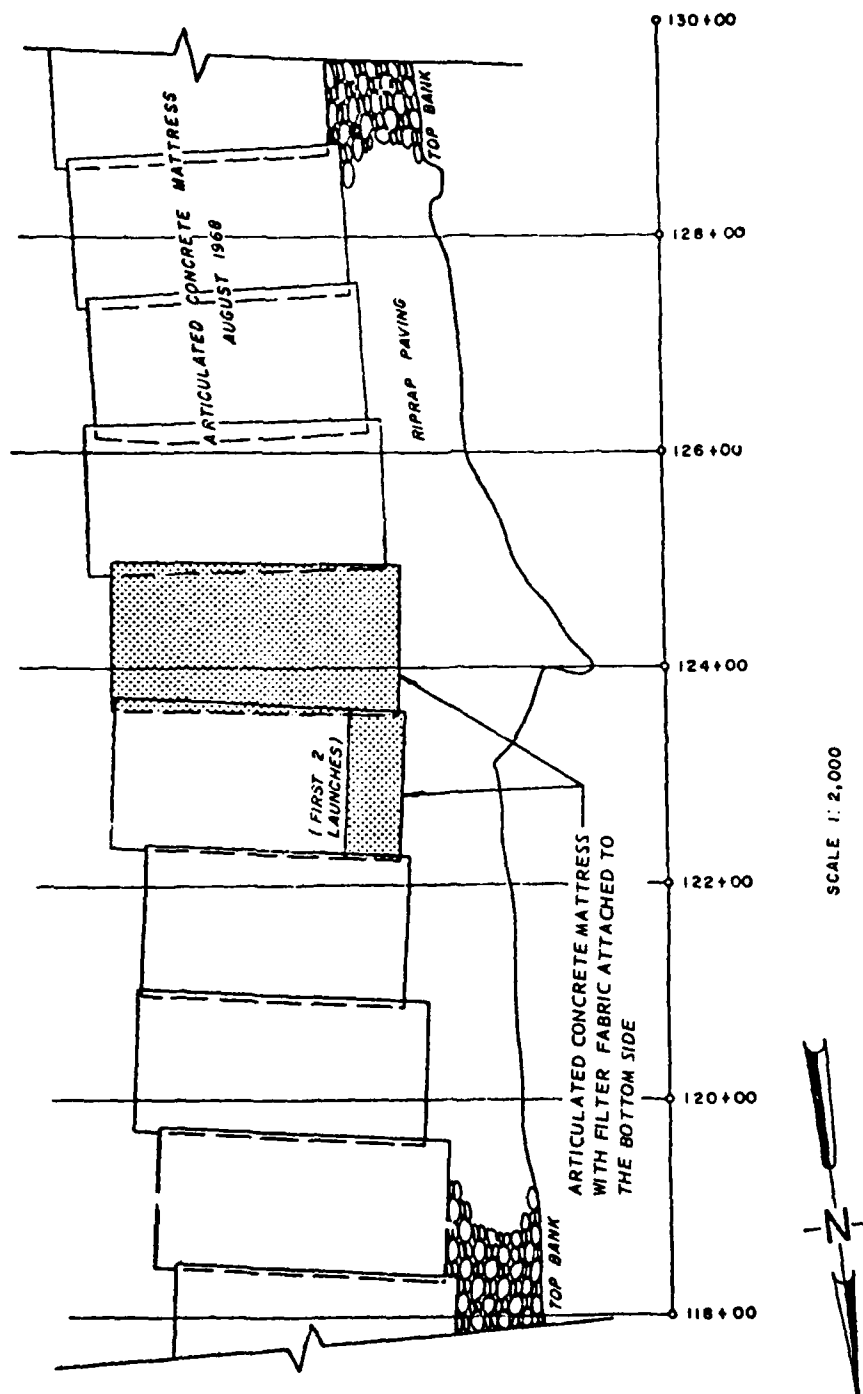 130+00
TOP BANK
ARTICULATED CONCRETE MATTRESS
AUGUST 1968
128+00
RIPRAP PAVING
126+00
124+00
(FIRST 2
LAUNCHES)
ARTICULATED CONCRETE MATTRESS
WITH FILTER FABRIC ATTACHED TO
THE BOTTOM SIDE
122+00
120+00
TOP BANK
118+00
SCALE 1: 2,000
N